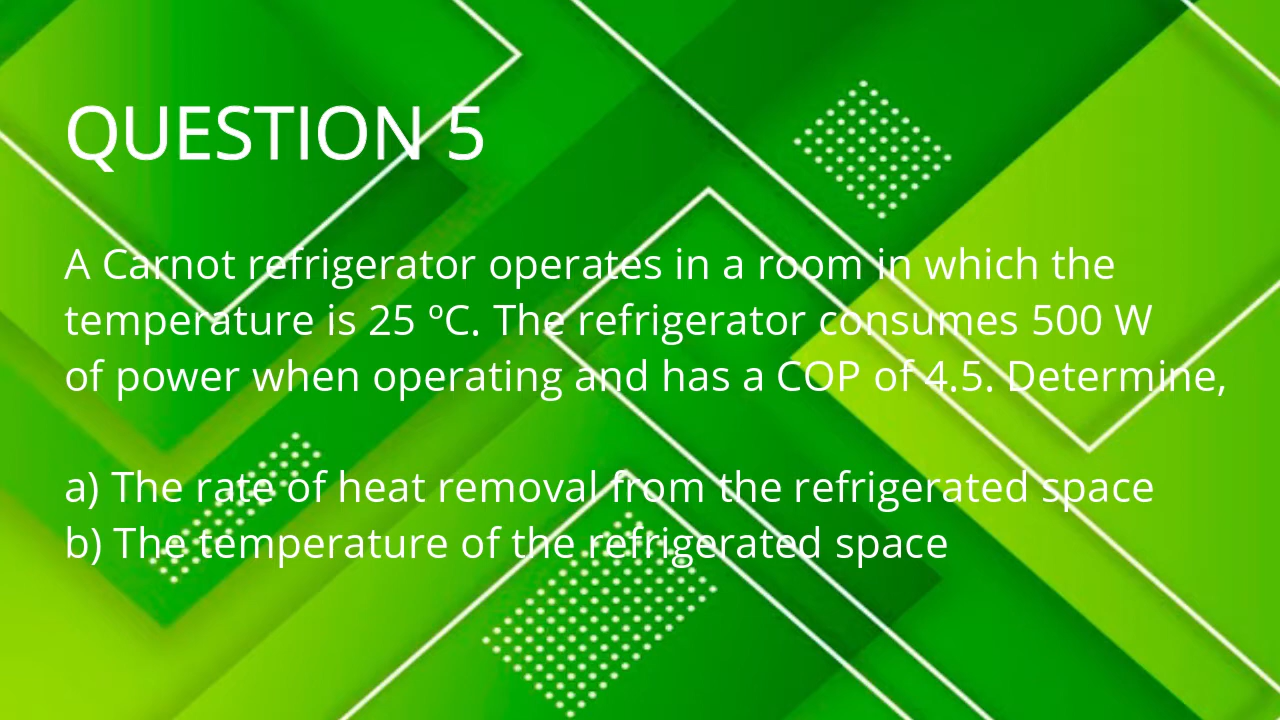 QUESTION 5
A Carnot refrigerator operates in a room in which the
temperature is 25 ºC. The refrigerator consumes 500 W
of power when operating and has a COP of 4.5. Determine,
a) The rate of heat removal from the refrigerated space
b) The temperature of the refrigerated space